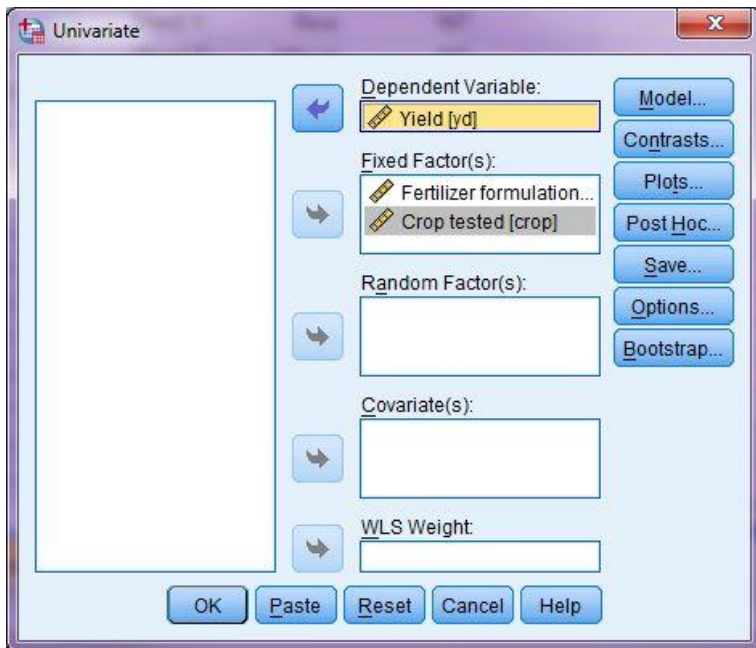 Univariate
Dependent Variable:
Yield [yd]
Fixed Factor(s):
Fertilizer formulation...
Crop tested [crop]
Random Factor(s):
Covariate(s):
WLS Weight:
Model...
Contrasts...
Plots...
Post Hoc...
Save...
Options...
Bootstrap...
OK
Paste
Reset
Cancel
Help